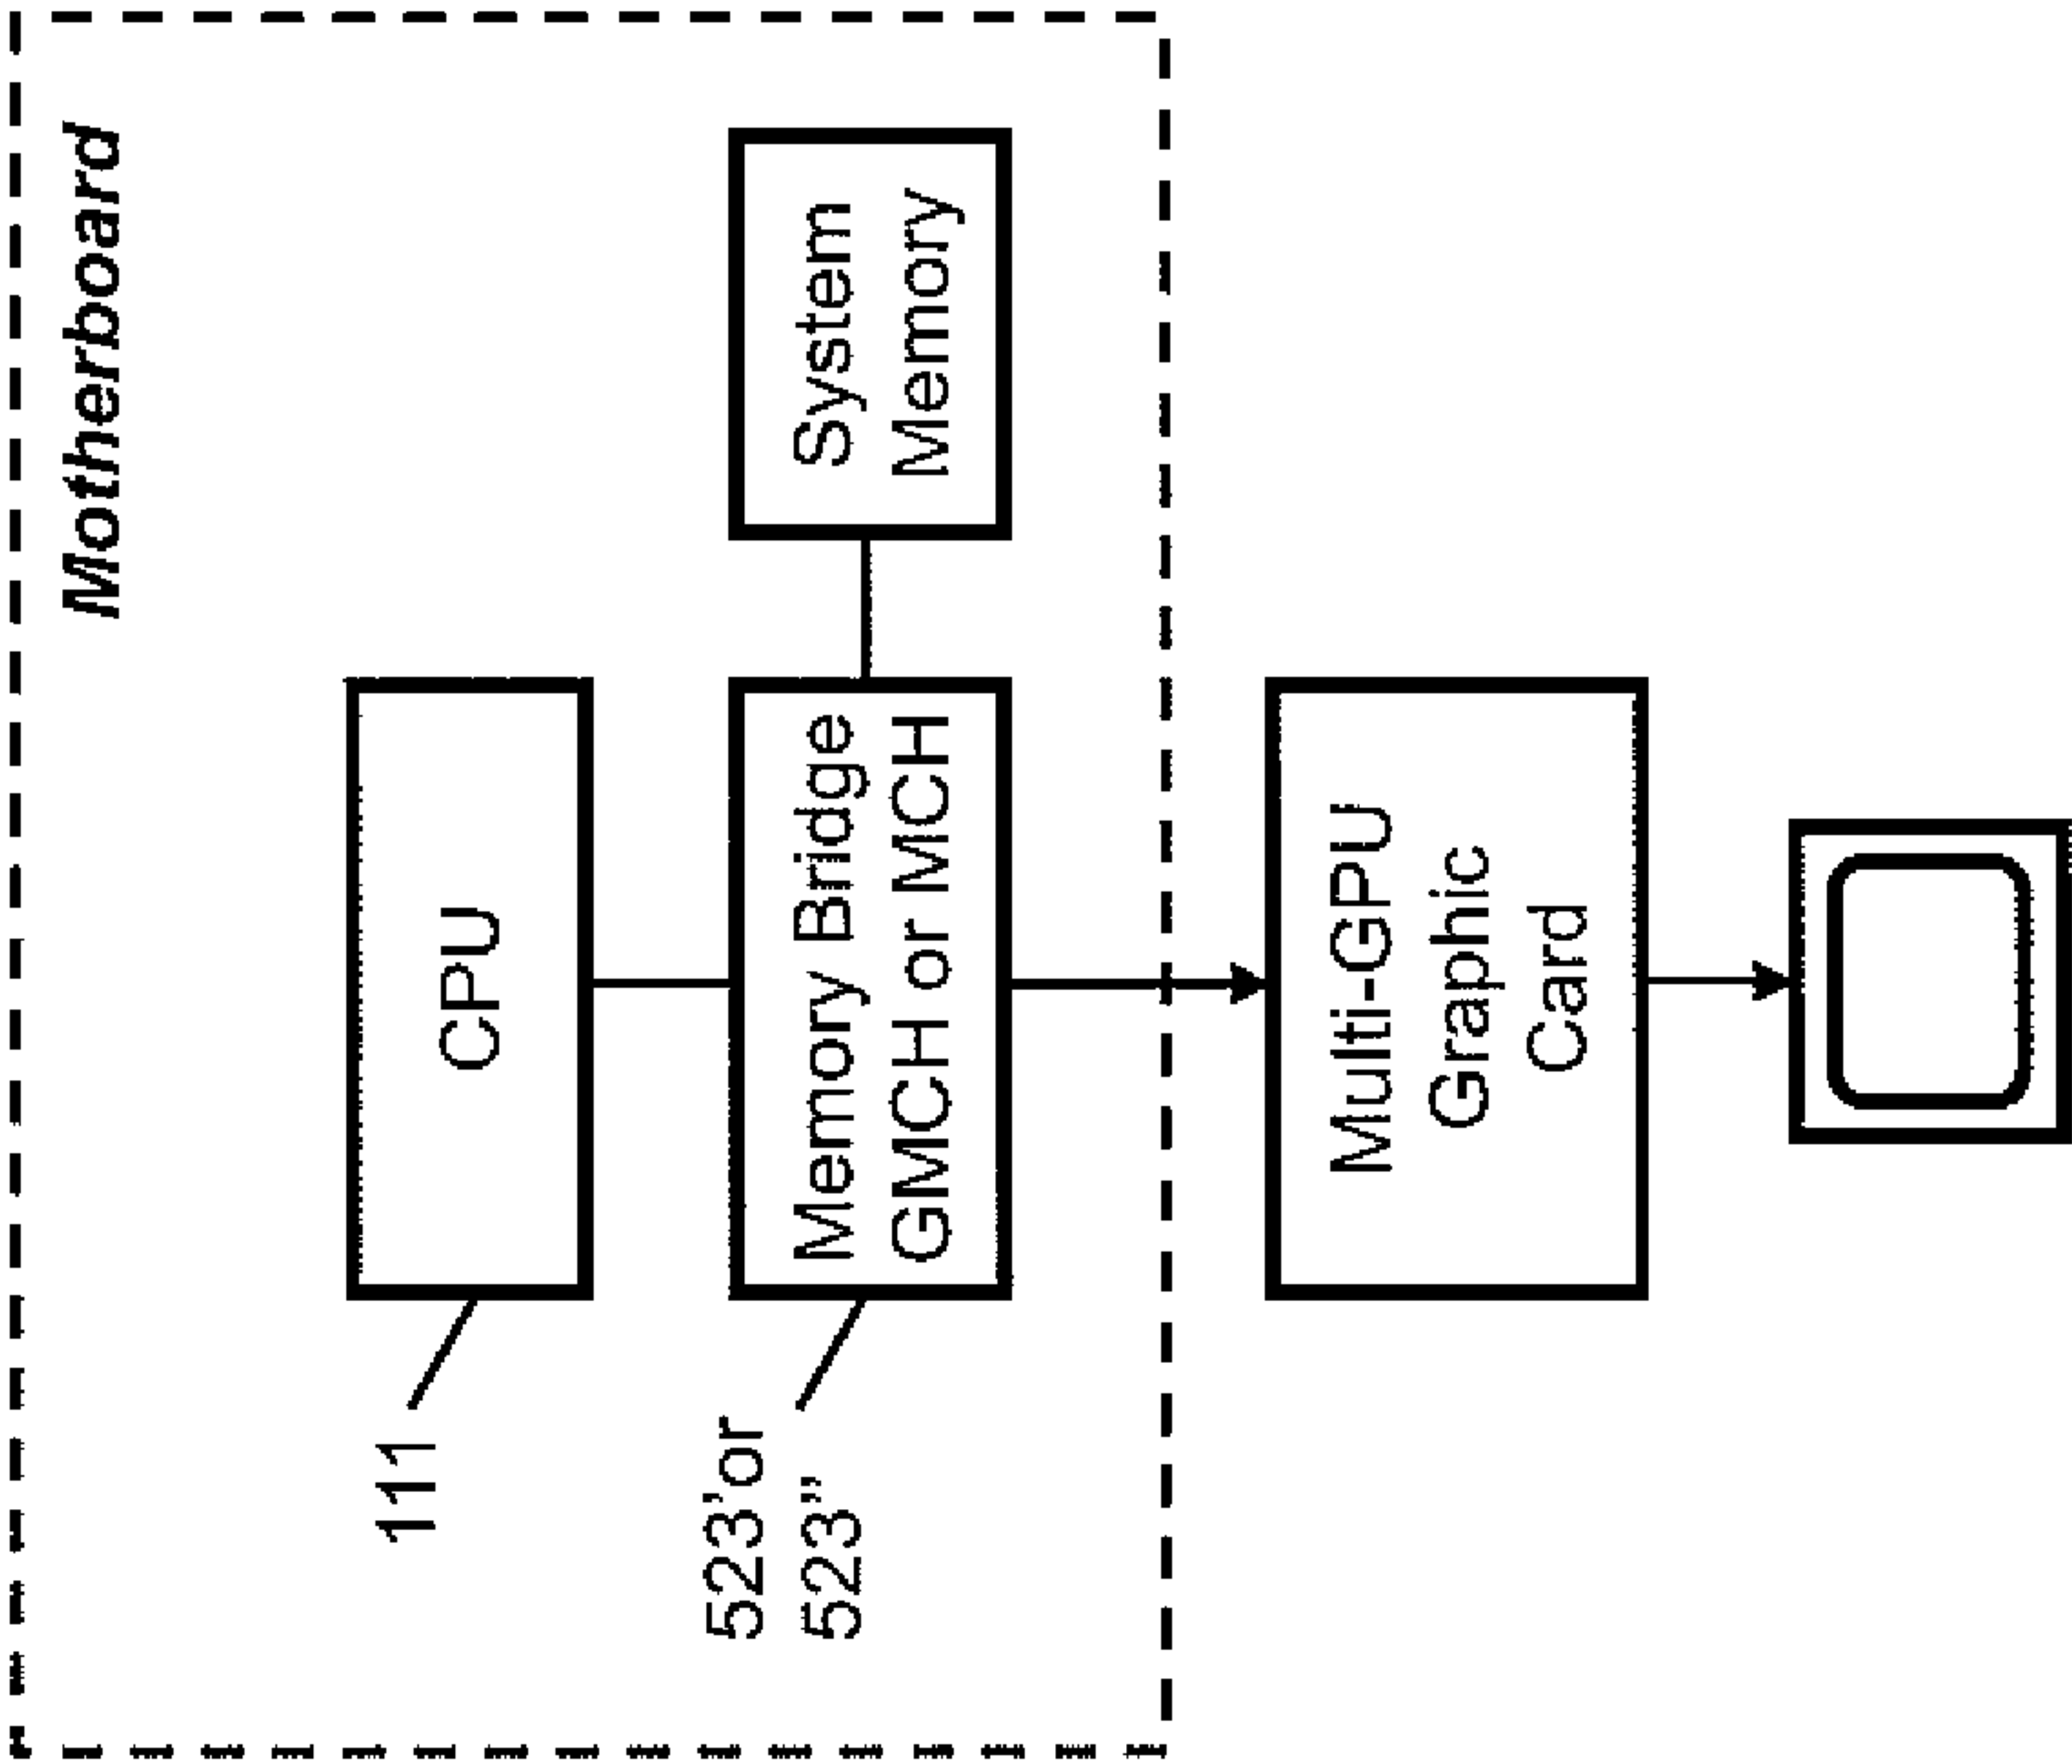 Motherboard
111
CPU
523'or
523"
Memory Bridge
GMCH or MCH
System
Memory
Multi-GPU
Graphic
Card